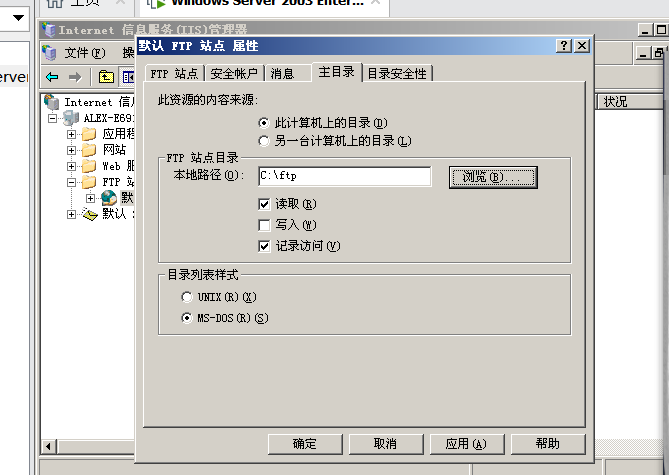 主页
Windows Server 2003 Enter...
Internet 信息服务(IIS)管理器
默认 FTP 站点 属性
文件(F)
erver
FTP 站点
安全帐户
消息
主目录
目录安全性
Internet 信
ALEX-E69
应用程
网站
Web 服
FTP 站
默
默认
状况
此资源的内容来源:
此计算机上的目录(D)
另一台计算机上的目录(L)
FTP 站点目录
本地路径(O):
C:\ftp
浏览(B)...
读取(R)
写入(W)
记录访问(V)
目录列表样式
UNIX(R)(X)
MS-DOS(R)(S)
确定
取消
应用(A)
帮助